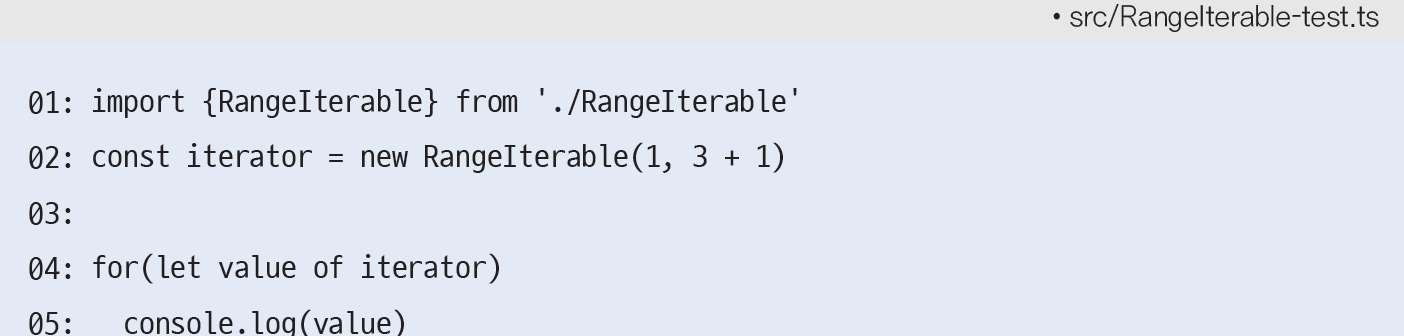 • src/RangeIterable-test.ts
01: import {RangeIterable} from './RangeIterable'
02: const iterator = new RangeIterable(1, 3 + 1)
03:
04: for(let value of iterator)
05:   console.log(value)